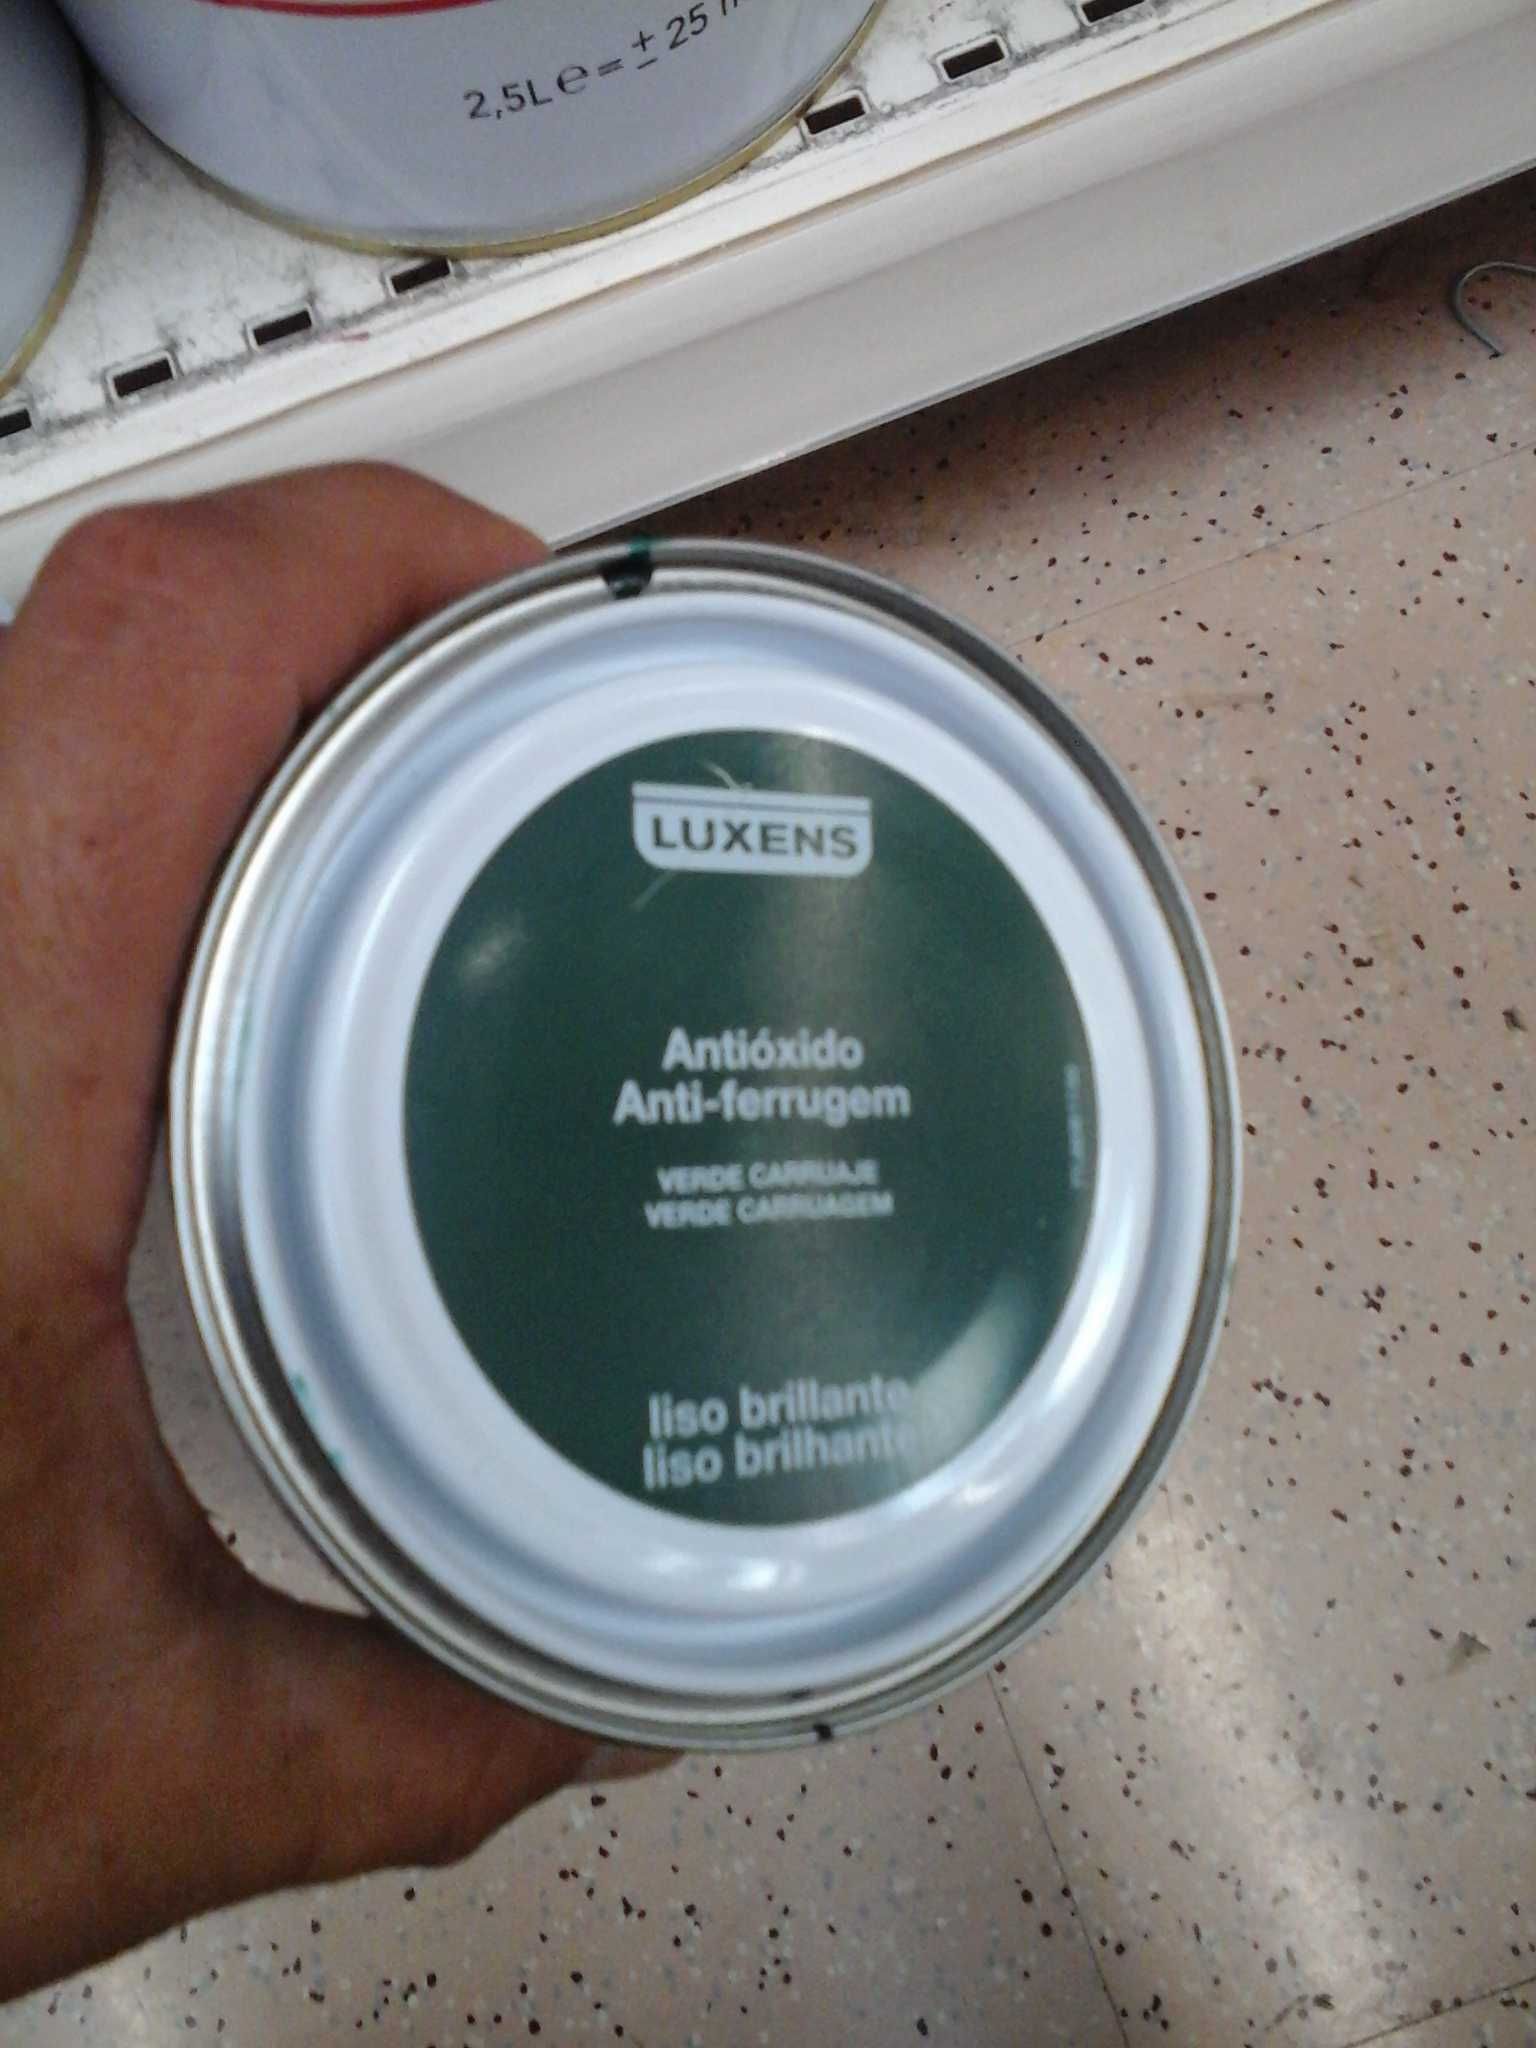 2,5L e = ± 25
LUXENS
Antióxido
Anti-ferrugem
VERDE CARRUAJE
VERDE CARRUAGEM
liso brillante
liso brilhante